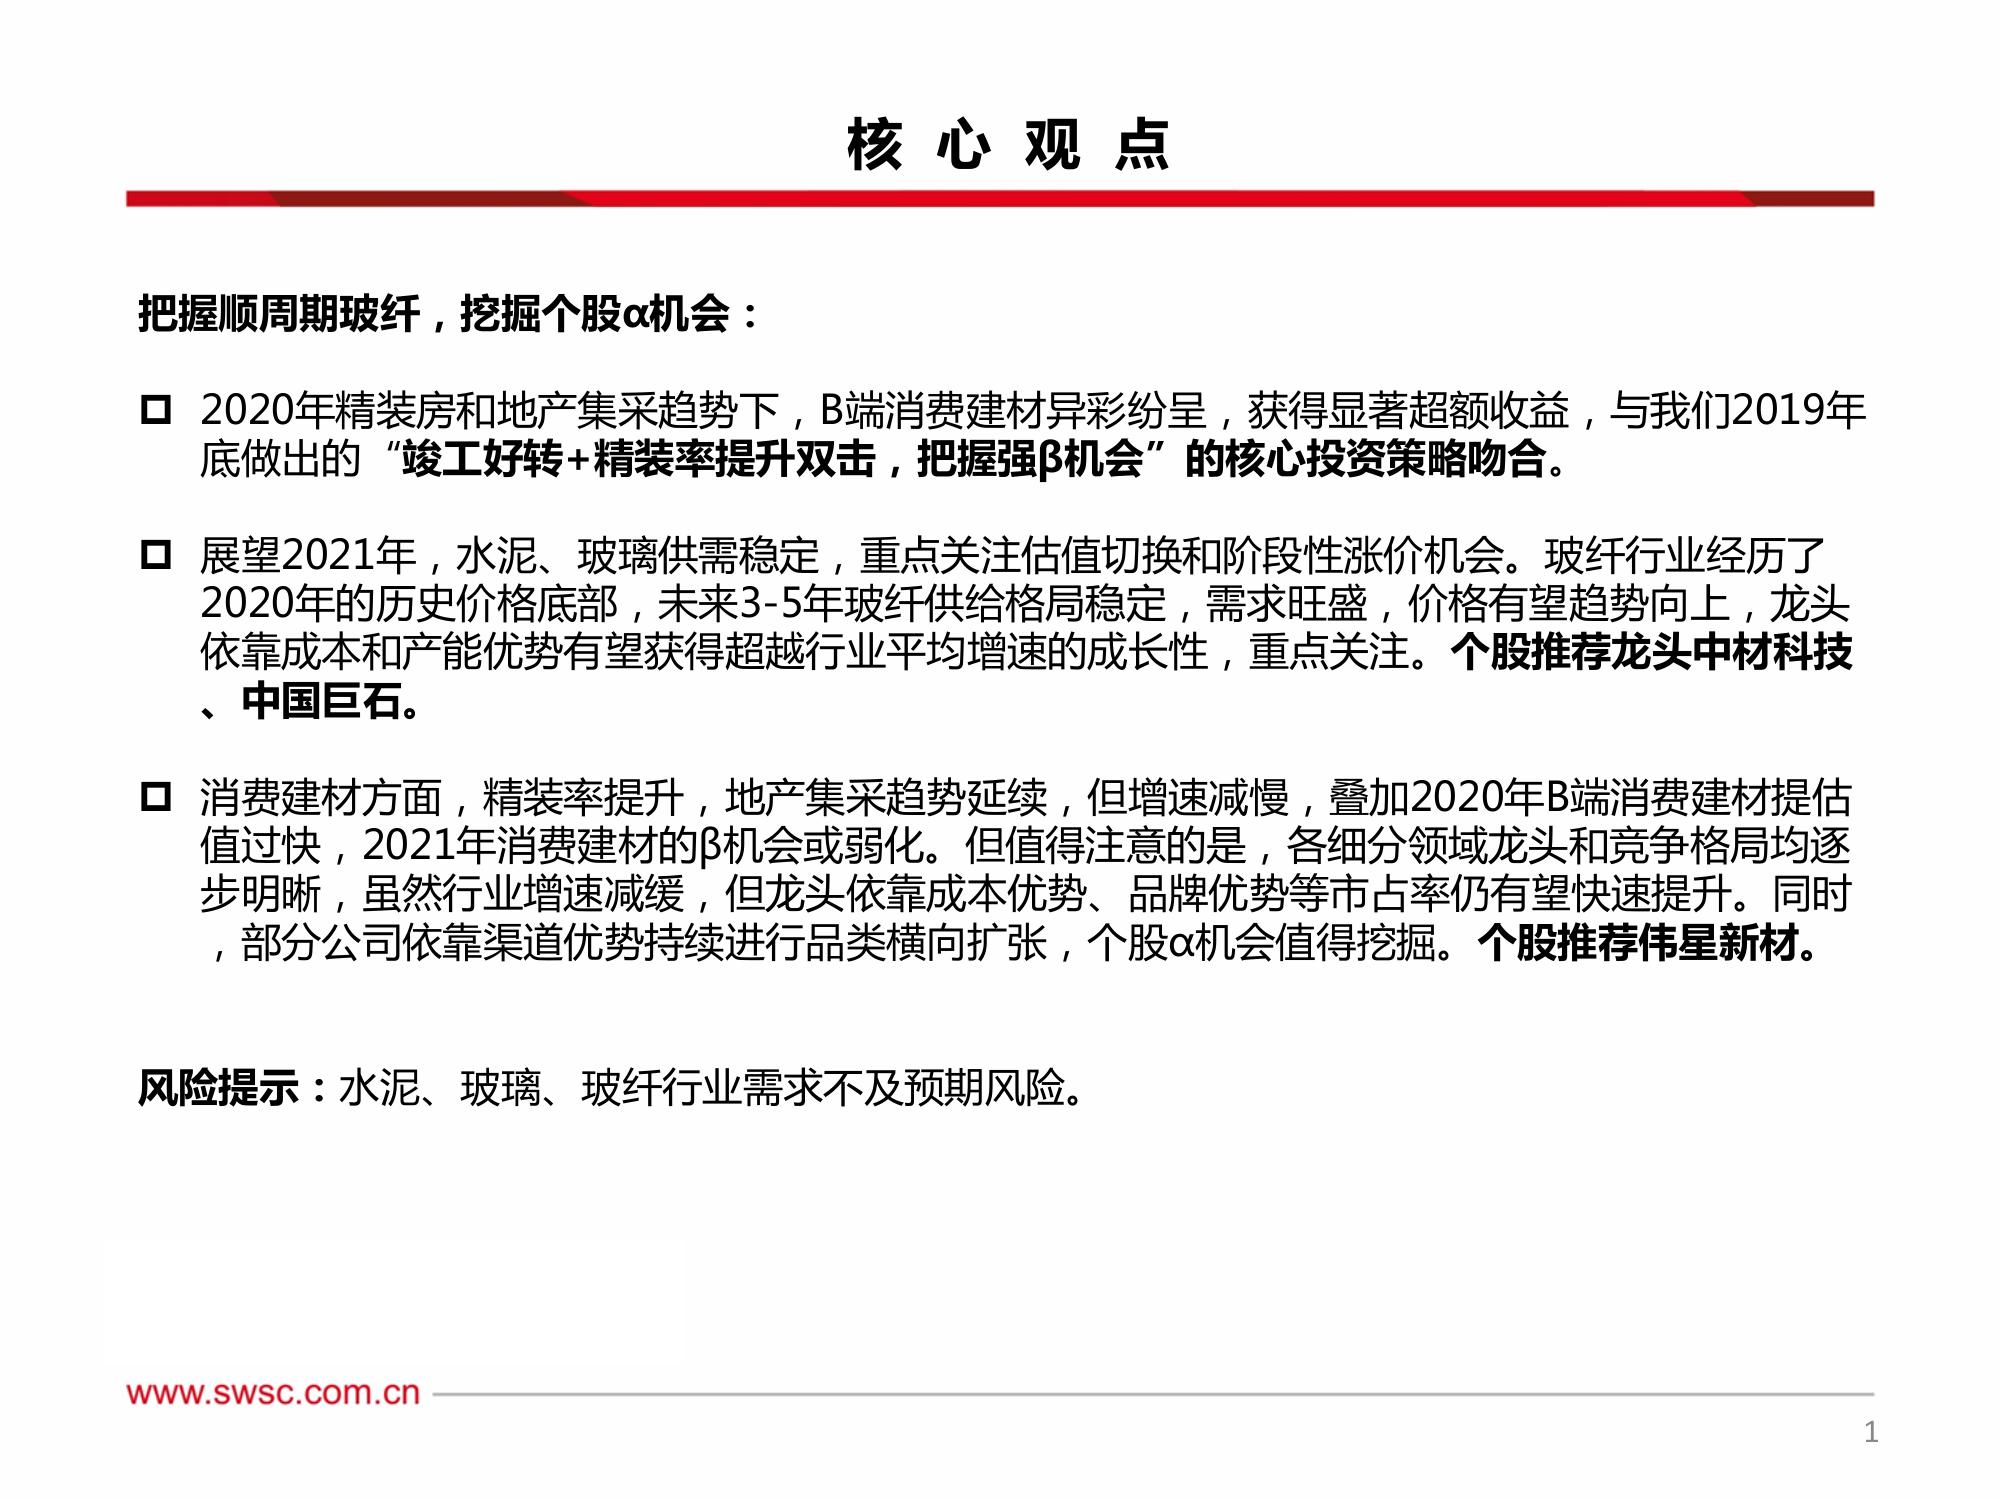 核心观点
把握顺周期玻纤，挖掘个股α机会：
2020年精装房和地产集采趋势下，B端消费建材异彩纷呈，获得显著超额收益，与我们2019年
底做出的“竣工好转+精装率提升双击，把握强β机会”的核心投资策略吻合。
展望2021年，水泥、玻璃供需稳定，重点关注估值切换和阶段性涨价机会。玻纤行业经历了
2020年的历史价格底部，未来3-5年玻纤供给格局稳定，需求旺盛，价格有望趋势向上，龙头
依靠成本和产能优势有望获得超越行业平均增速的成长性，重点关注。个股推荐龙头中材科技
、中国巨石。
消费建材方面，精装率提升，地产集采趋势延续，但增速减慢，叠加2020年B端消费建材提估
值过快，2021年消费建材的β机会或弱化。但值得注意的是，各细分领域龙头和竞争格局均逐
步明晰，虽然行业增速减缓，但龙头依靠成本优势、品牌优势等市占率仍有望快速提升。同时
，部分公司依靠渠道优势持续进行品类横向扩张，个股α机会值得挖掘。个股推荐伟星新材。
风险提示：水泥、玻璃、玻纤行业需求不及预期风险。
www.swsc.com.cn
1